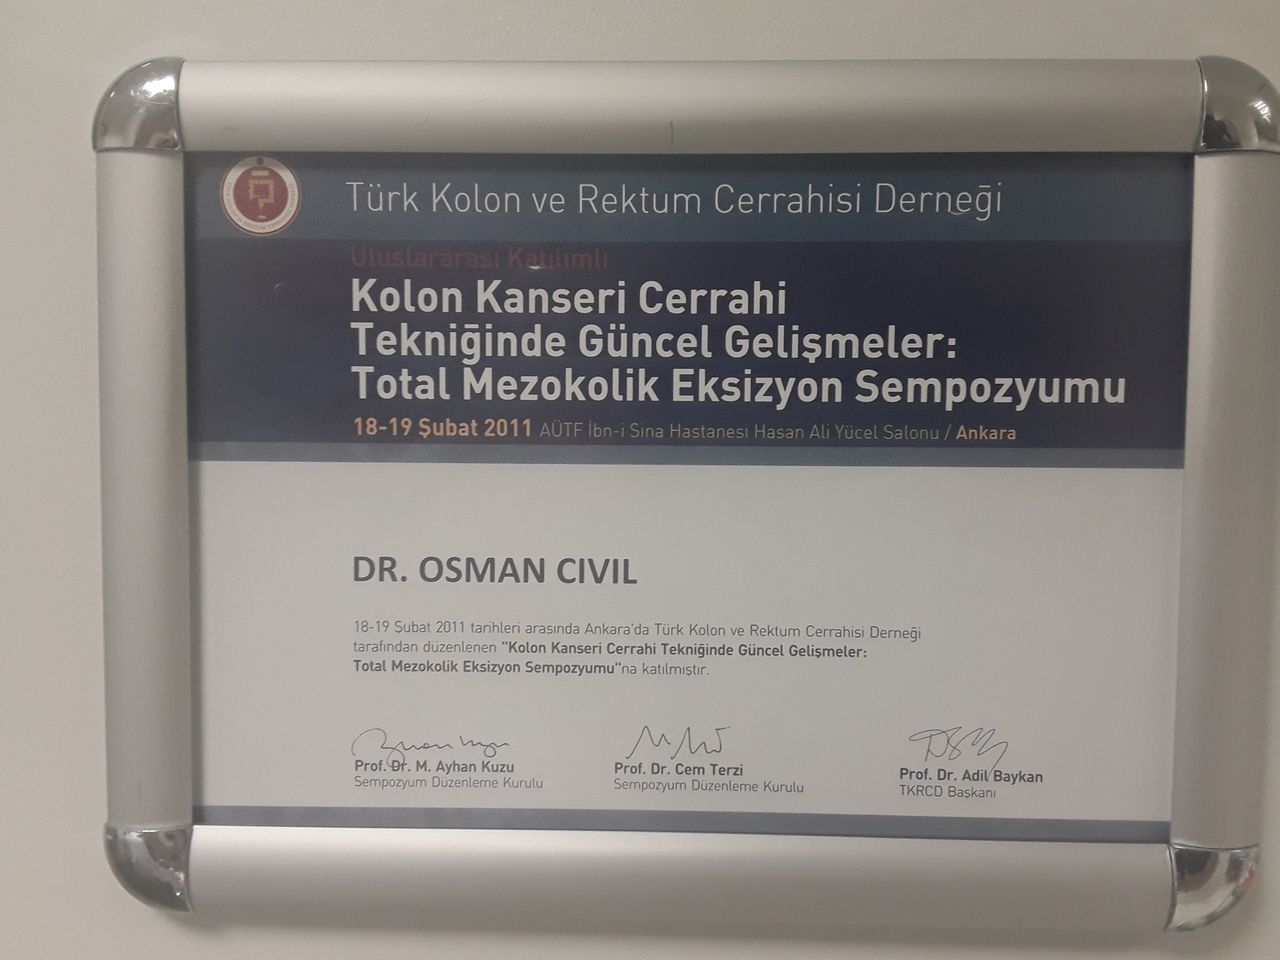 Türk Kolon ve Rektum Cerrahisi Derneği
Uluslararası Katılımlı
Kolon Kanseri Cerrahi
Tekniğinde Güncel Gelişmeler:
Total Mezokolik Eksizyon Sempozyumu
18-19 Şubat 2011 AÜTF İbn-i Sina Hastanesi Hasan Ali Yücel Salonu / Ankara
DR. OSMAN CIVIL
18-19 Şubat 2011 tarihleri arasında Ankara'da Türk Kolon ve Rektum Cerrahisi Derneği
tarafından düzenlenen "Kolon Kanseri Cerrahi Tekniğinde Güncel Gelişmeler:
Total Mezokolik Eksizyon Sempozyumu"na katılmıştır.
Prof. Dr. M. Ayhan Kuzu
Sempozyum Düzenleme Kurulu
Prof. Dr. Cem Terzi
Sempozyum Düzenleme Kurulu
Prof. Dr. Adil Baykan
TKRCD Başkanı